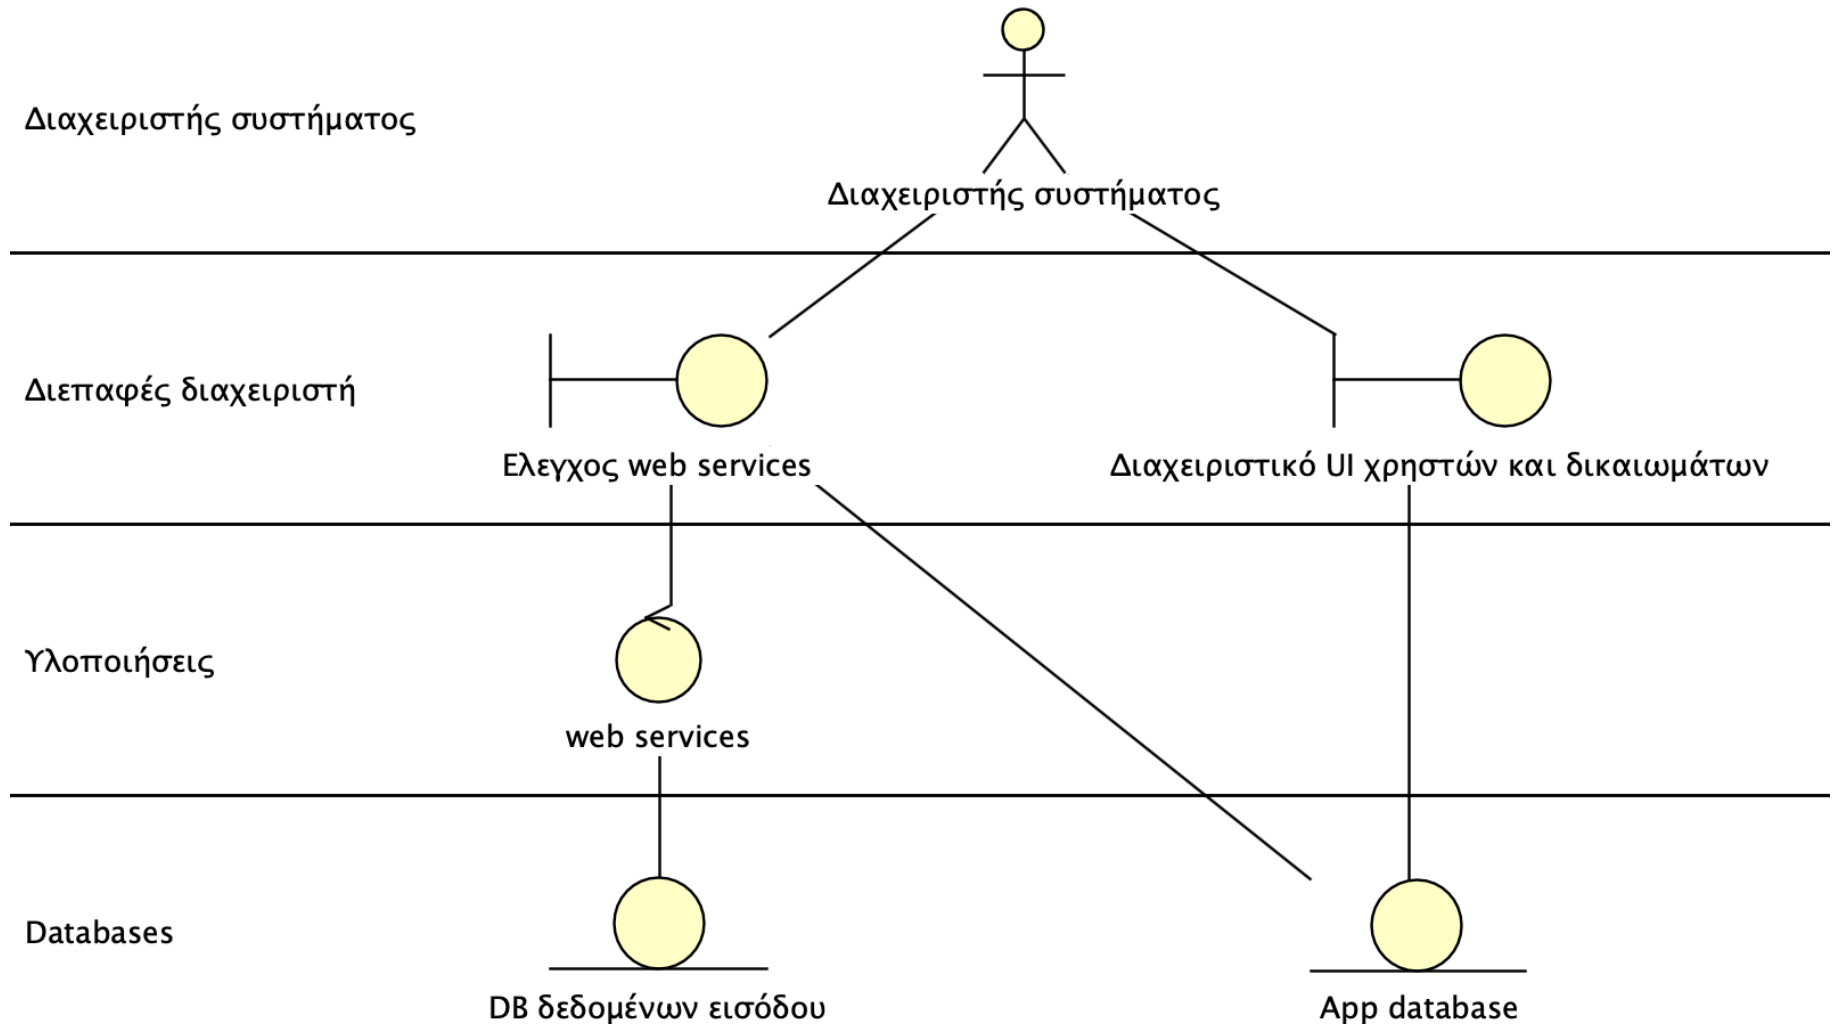 Διαχειριστής συστήματος
Διαχειριστής συστήματος
Διεπαφές διαχειριστή
Ελεγχος web services
Διαχειριστικό UI χρηστών και δικαιωμάτων
Υλοποιήσεις
web services
Databases
DB δεδομένων εισόδου
App database